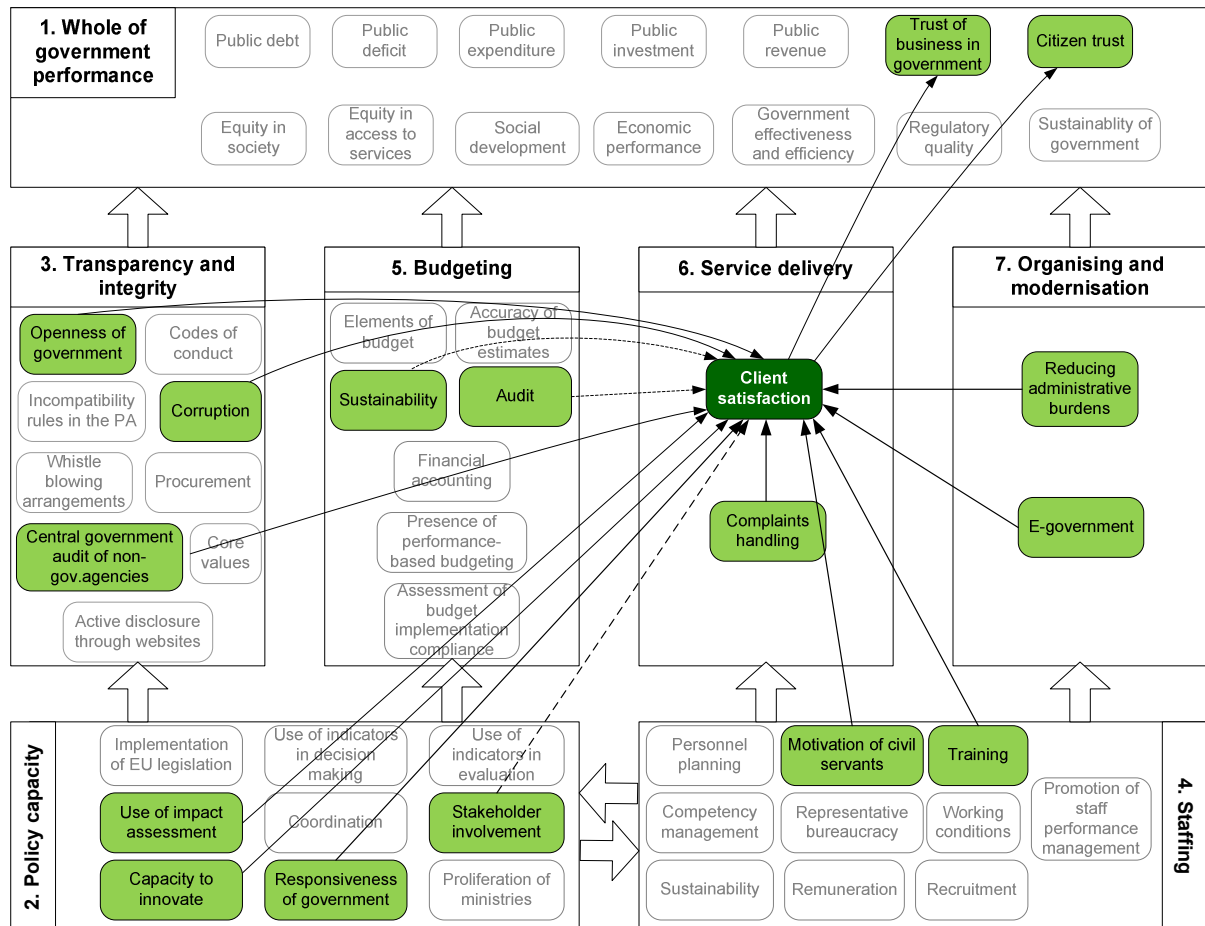 1. Whole of
government
performance
Public debt
Public
deficit
Public
expenditure
Public
investment
Public
revenue
Trust of
business in
government
Citizen trust
Equity in
society
Equity in
access to
services
Social
development
Economic
performance
Government
effectiveness
and efficiency
Regulatory
quality
Sustainablity of
government
3. Transparency and
integrity
Openness of
government
Codes of
conduct
Incompatibility
rules in the PA
Corruption
Whistle
blowing
arrangements
Procurement
Central government
audit of non-
gov.agencies
Core
values
Active disclosure
through websites
5. Budgeting
Elements of
budget
Accuracy of
budget
estimates
Sustainability
Audit
Financial
accounting
Presence of
performance-
based budgeting
Assessment of
budget
implementation
compliance
6. Service delivery
Client
satisfaction
Complaints
handling
7. Organising and
modernisation
Reducing
administrative
burdens
E-government
2. Policy capacity
Implementation
of EU legislation
Use of indicators
in decision
making
Use of
indicators in
evaluation
Use of impact
assessment
Coordination
Stakeholder
involvement
Capacity to
innovate
Responsiveness
of government
Proliferation of
ministries
Personnel
planning
Motivation of civil
servants
Training
Competency
management
Representative
bureaucracy
Working
conditions
Promotion of
staff
performance
management
Sustainability
Remuneration
Recruitment
4. Staffing